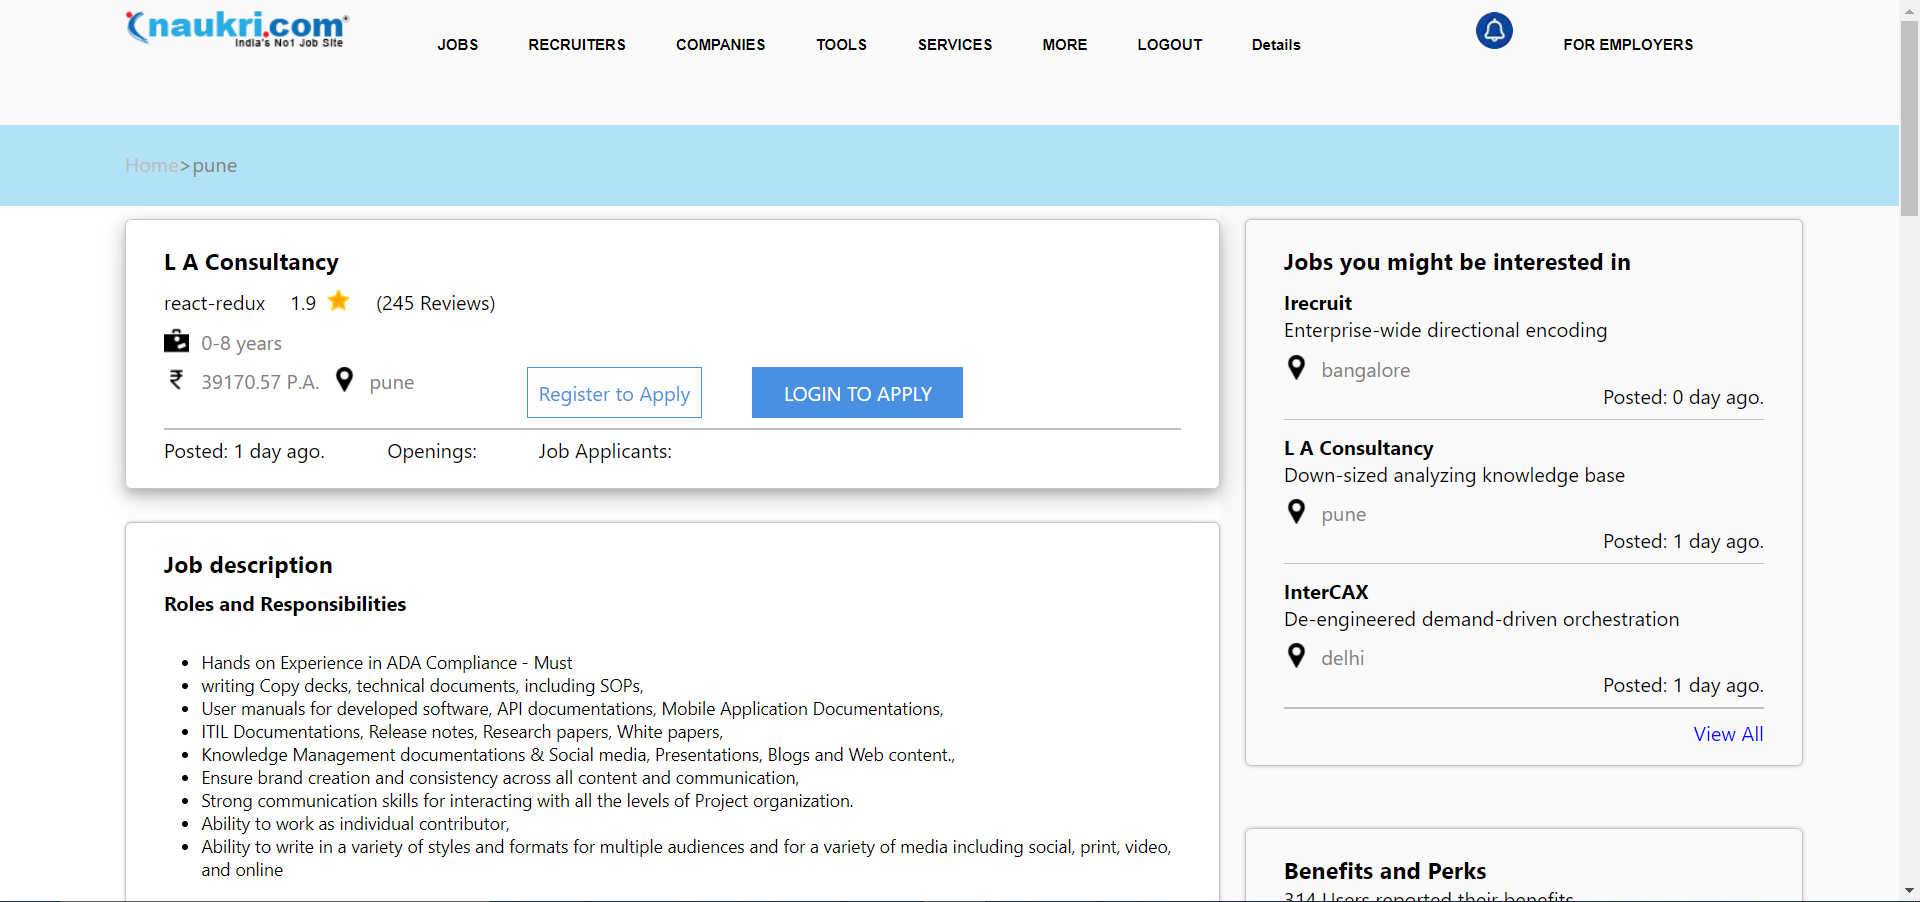 naukri.com
India's No1 Job Site
JOBS RECRUITERS COMPANIES TOOLS SERVICES MORE LOGOUT Details FOR EMPLOYERS
Home>pune
L A Consultancy
react-redux 1.9 (245 Reviews)
0-8 years
₹ 39170.57 P.A. pune
Register to Apply LOGIN TO APPLY
Posted: 1 day ago. Openings: Job Applicants:
Job description
Roles and Responsibilities
• Hands on Experience in ADA Compliance - Must
• writing Copy decks, technical documents, including SOPs,
• User manuals for developed software, API documentations, Mobile Application Documentations,
• ITIL Documentations, Release notes, Research papers, White papers,
• Knowledge Management documentations & Social media, Presentations, Blogs and Web content.,
• Ensure brand creation and consistency across all content and communication,
• Strong communication skills for interacting with all the levels of Project organization.
• Ability to work as individual contributor,
• Ability to write in a variety of styles and formats for multiple audiences and for a variety of media including social, print, video,
and online
Jobs you might be interested in
Irecruit
Enterprise-wide directional encoding
bangalore
Posted: 0 day ago.
L A Consultancy
Down-sized analyzing knowledge base
pune
Posted: 1 day ago.
InterCAX
De-engineered demand-driven orchestration
delhi
Posted: 1 day ago.
View All
Benefits and Perks
314 Users reported their benefits